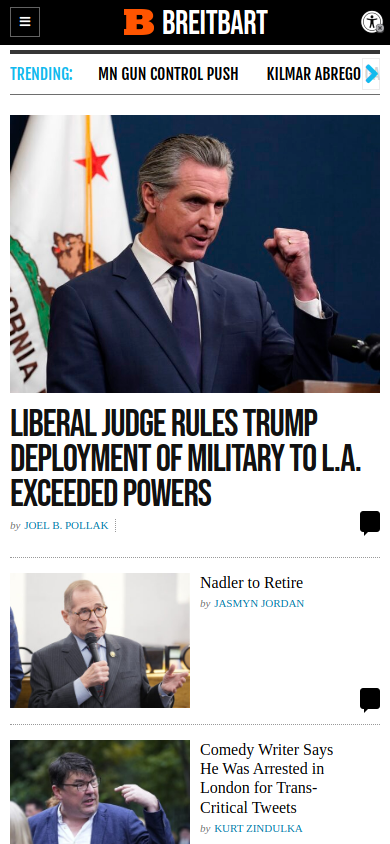 B BREITBART
TRENDING: MN GUN CONTROL PUSH KILMAR ABREGO
CALIFORNIA
LIBERAL JUDGE RULES TRUMP
DEPLOYMENT OF MILITARY TO L.A.
EXCEEDED POWERS
by JOEL B. POLLAK
Nadler to Retire
by JASMYN JORDAN
Comedy Writer Says
He Was Arrested in
London for Trans-
Critical Tweets
by KURT ZINDULKA